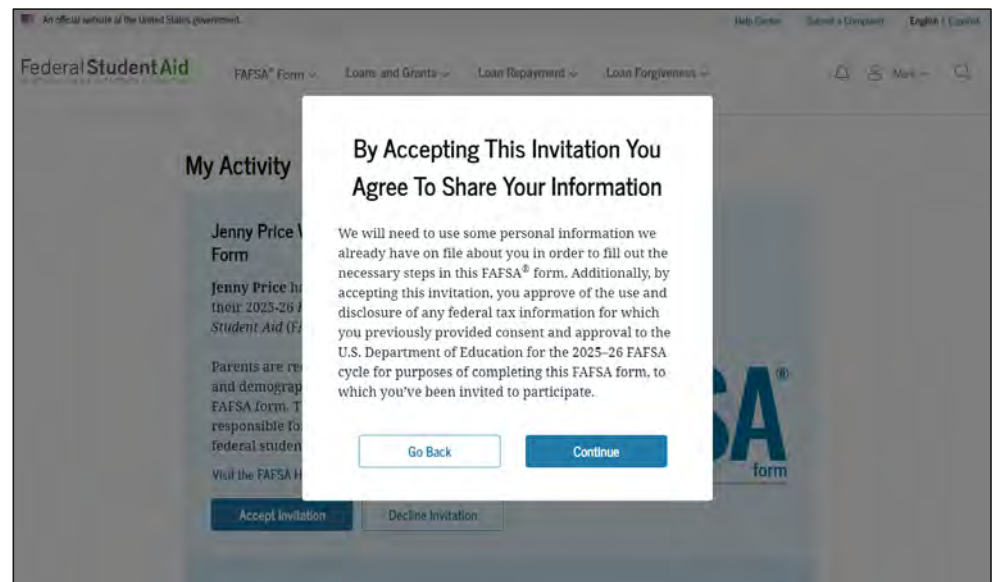 An official website of the United States government.
Help Center Submit a Complaint English | Español
Federal Student Aid
FAFSA® Form Loans and Grants Loan Repayment Loan Forgiveness
My Activity
Jenny Price
Form
Jenny Price
their 2025-26
Student Aid
Parents are
and demograp
FAFSA form. T
responsible fo
federal studen
Visit the FAFSA H
Accept Invitation Decline Invitation
By Accepting This Invitation You
Agree To Share Your Information
We will need to use some personal information we
already have on file about you in order to fill out the
necessary steps in this FAFSA® form. Additionally, by
accepting this invitation, you approve of the use and
disclosure of any federal tax information for which
you previously provided consent and approval to the
U.S. Department of Education for the 2025–26 FAFSA
cycle for purposes of completing this FAFSA form, to
which you’ve been invited to participate.
Go Back Continue
SA®
form